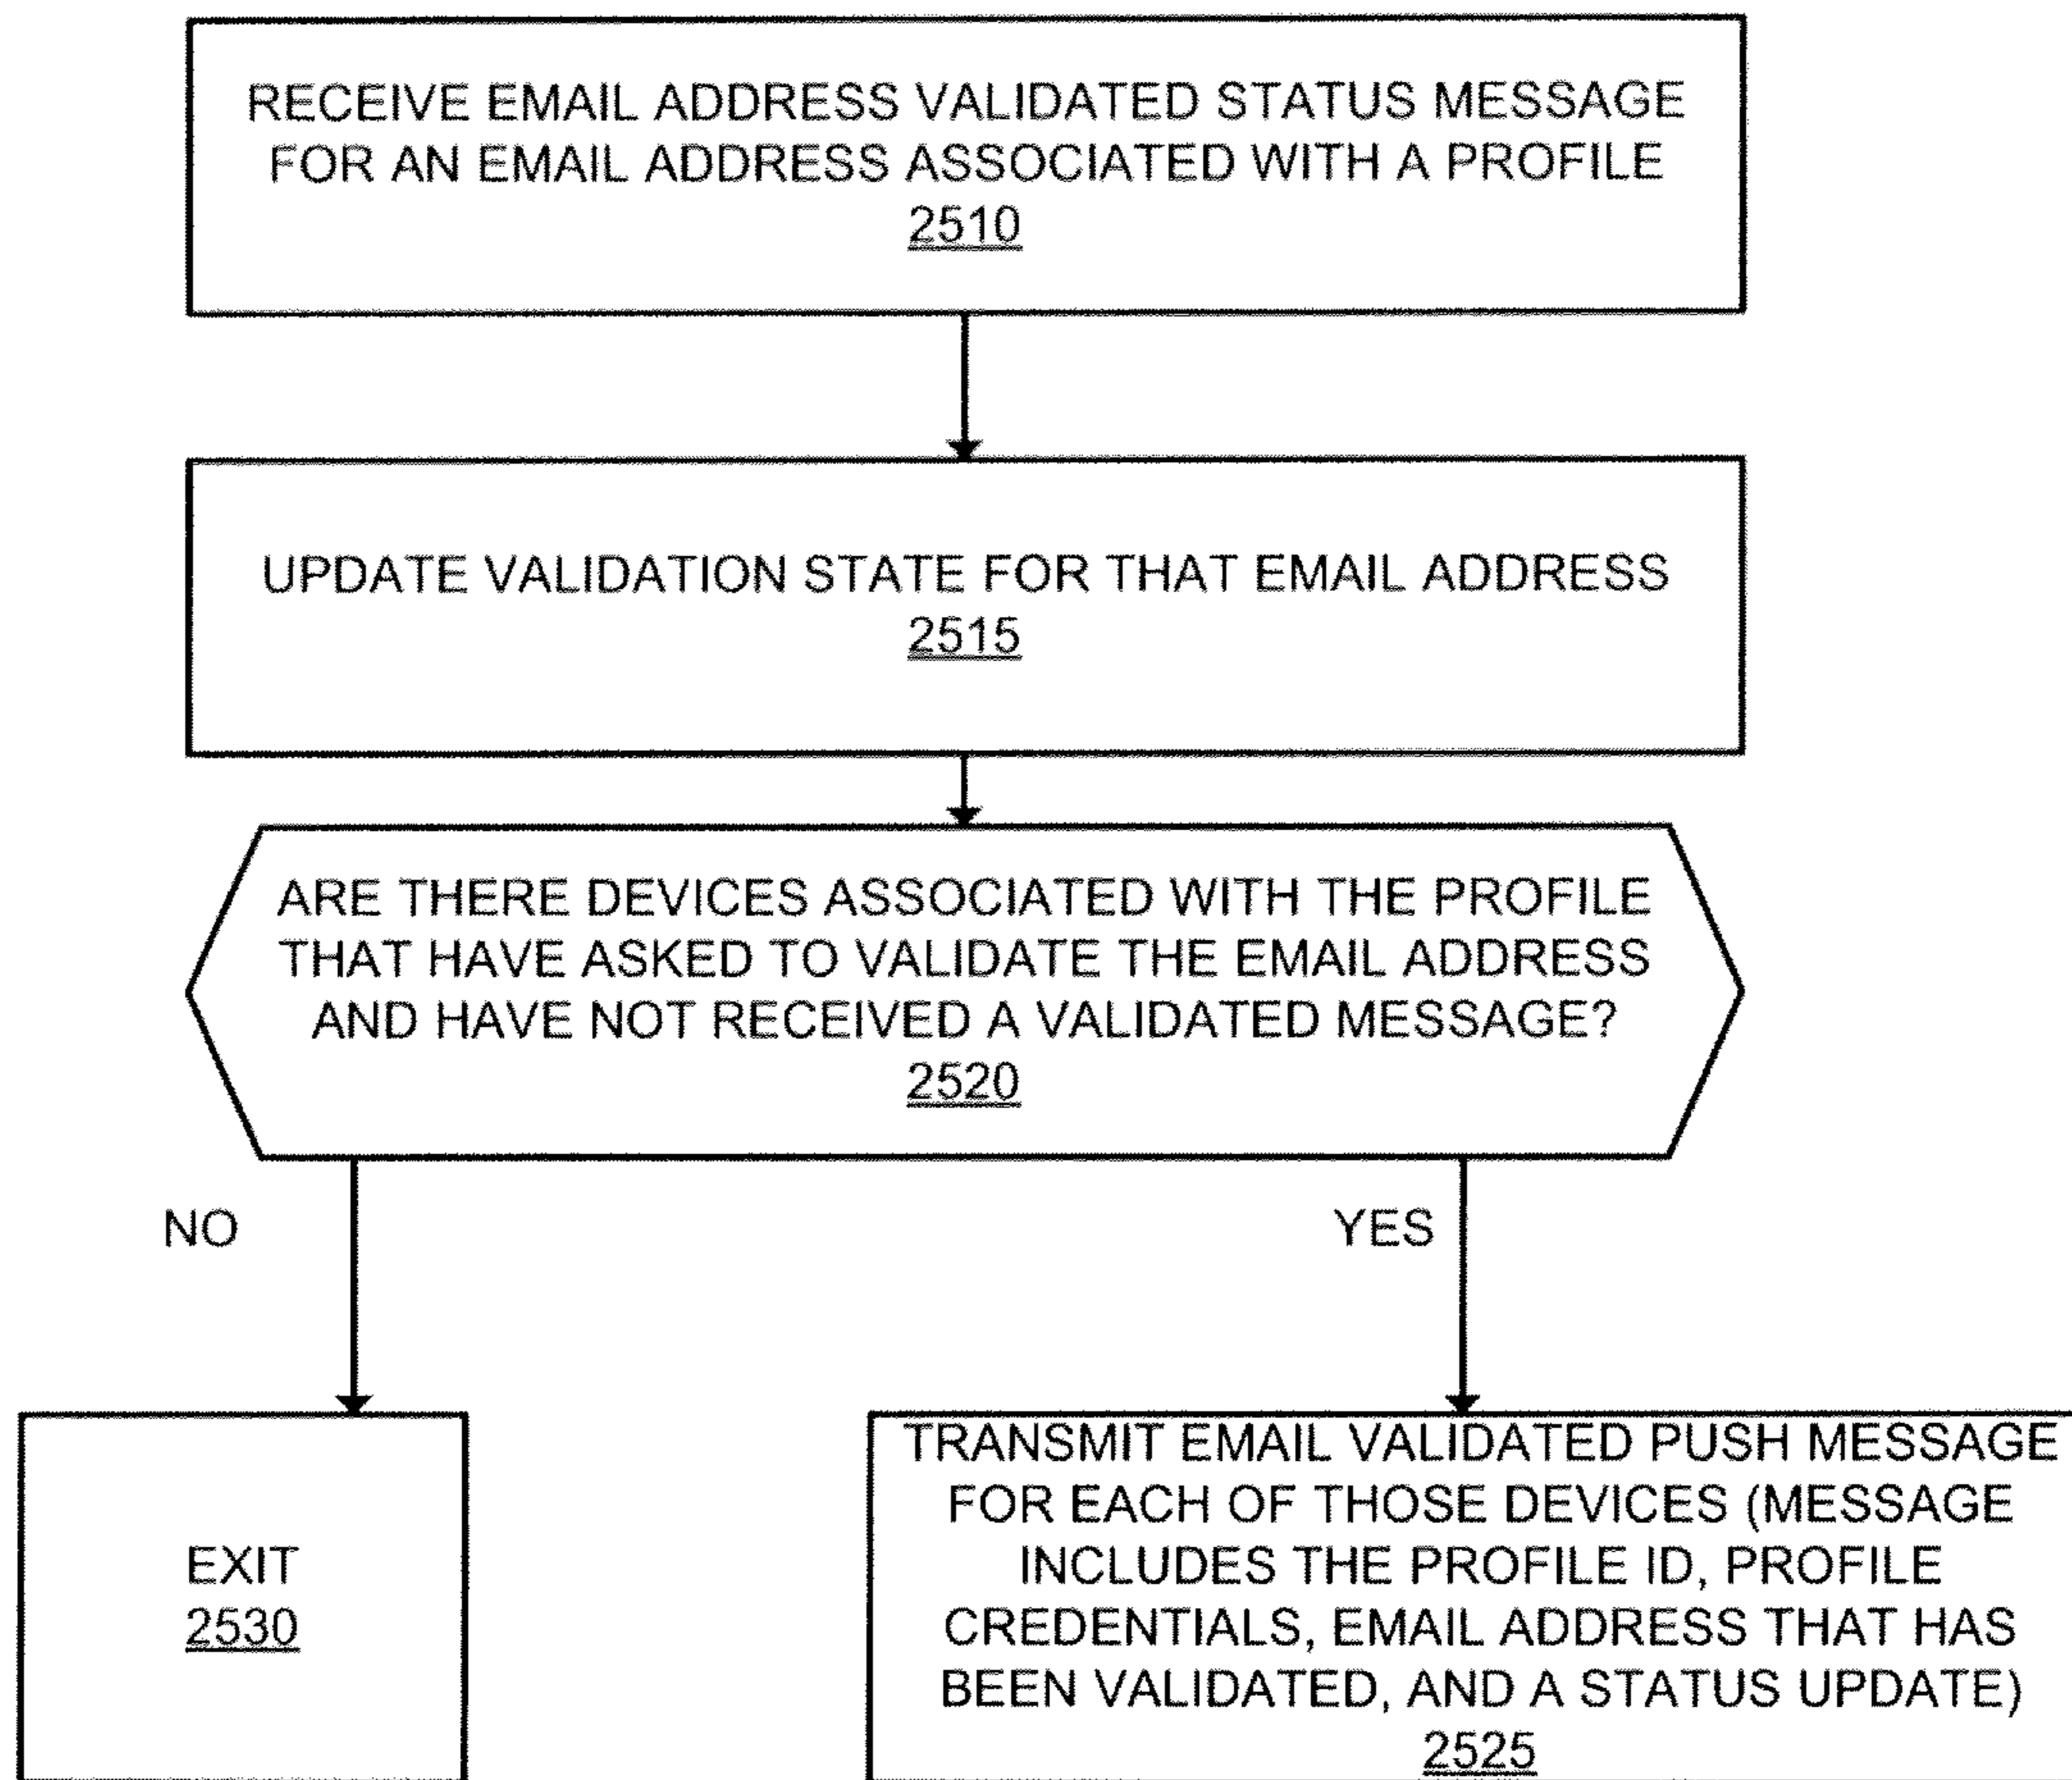 RECEIVE EMAIL ADDRESS VALIDATED STATUS MESSAGE
FOR AN EMAIL ADDRESS ASSOCIATED WITH A PROFILE
2510
UPDATE VALIDATION STATE FOR THAT EMAIL ADDRESS
2515
ARE THERE DEVICES ASSOCIATED WITH THE PROFILE
THAT HAVE ASKED TO VALIDATE THE EMAIL ADDRESS
AND HAVE NOT RECEIVED A VALIDATED MESSAGE?
2520
NO
YES
EXIT
2530
TRANSMIT EMAIL VALIDATED PUSH MESSAGE
FOR EACH OF THOSE DEVICES (MESSAGE
INCLUDES THE PROFILE ID, PROFILE
CREDENTIALS, EMAIL ADDRESS THAT HAS
BEEN VALIDATED, AND A STATUS UPDATE)
2525